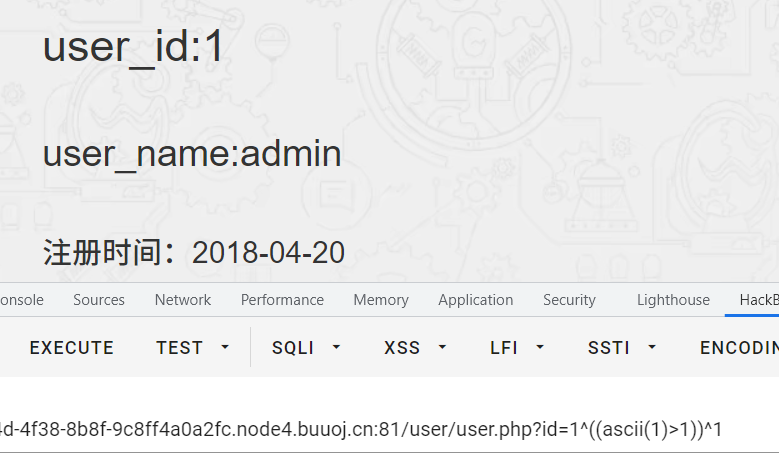 user_id:1
user_name:admin
注册时间：2018-04-20
onsole Sources Network Performance Memory Application Security Lighthouse HackB
EXECUTE TEST SQLI XSS LFI SSTI ENCODIN
d-4f38-8b8f-9c8ff4a0a2fc.node4.buuoj.cn:81/user/user.php?id=1^((ascii(1)>1))^1